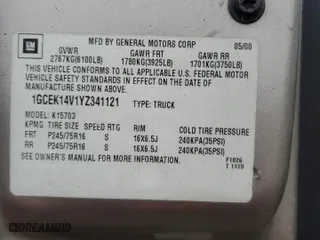 GM
MFD BY GENERAL MOTORS CORP 05/00
GVWR GAWR FRT GAWR RR
2767KG(6100LB) 1780KG(3925LB) 1701KG(3750LB)
THIS VEHICLE CONFORMS TO ALL APPLICABLE U.S. FEDERAL MOTOR
VEHICLE SAFETY STANDARDS IN EFFECT ON THE DATE OF
MANUFACTURE SHOWN ABOVE.
1GCEK14V1YZ341121 TYPE: TRUCK
MODEL: K15703
KPMG TIRE SIZE SPEED RTG RIM COLD TIRE PRESSURE
FRT P245/75R16 S 16X6.5J 240KPA(35PSI)
RR P245/75R16 S 16X6.5J 240KPA(35PSI)
SEE OWNER'S MANUAL FOR MORE INFORMATION
F1026
T 1119
DREAMBID